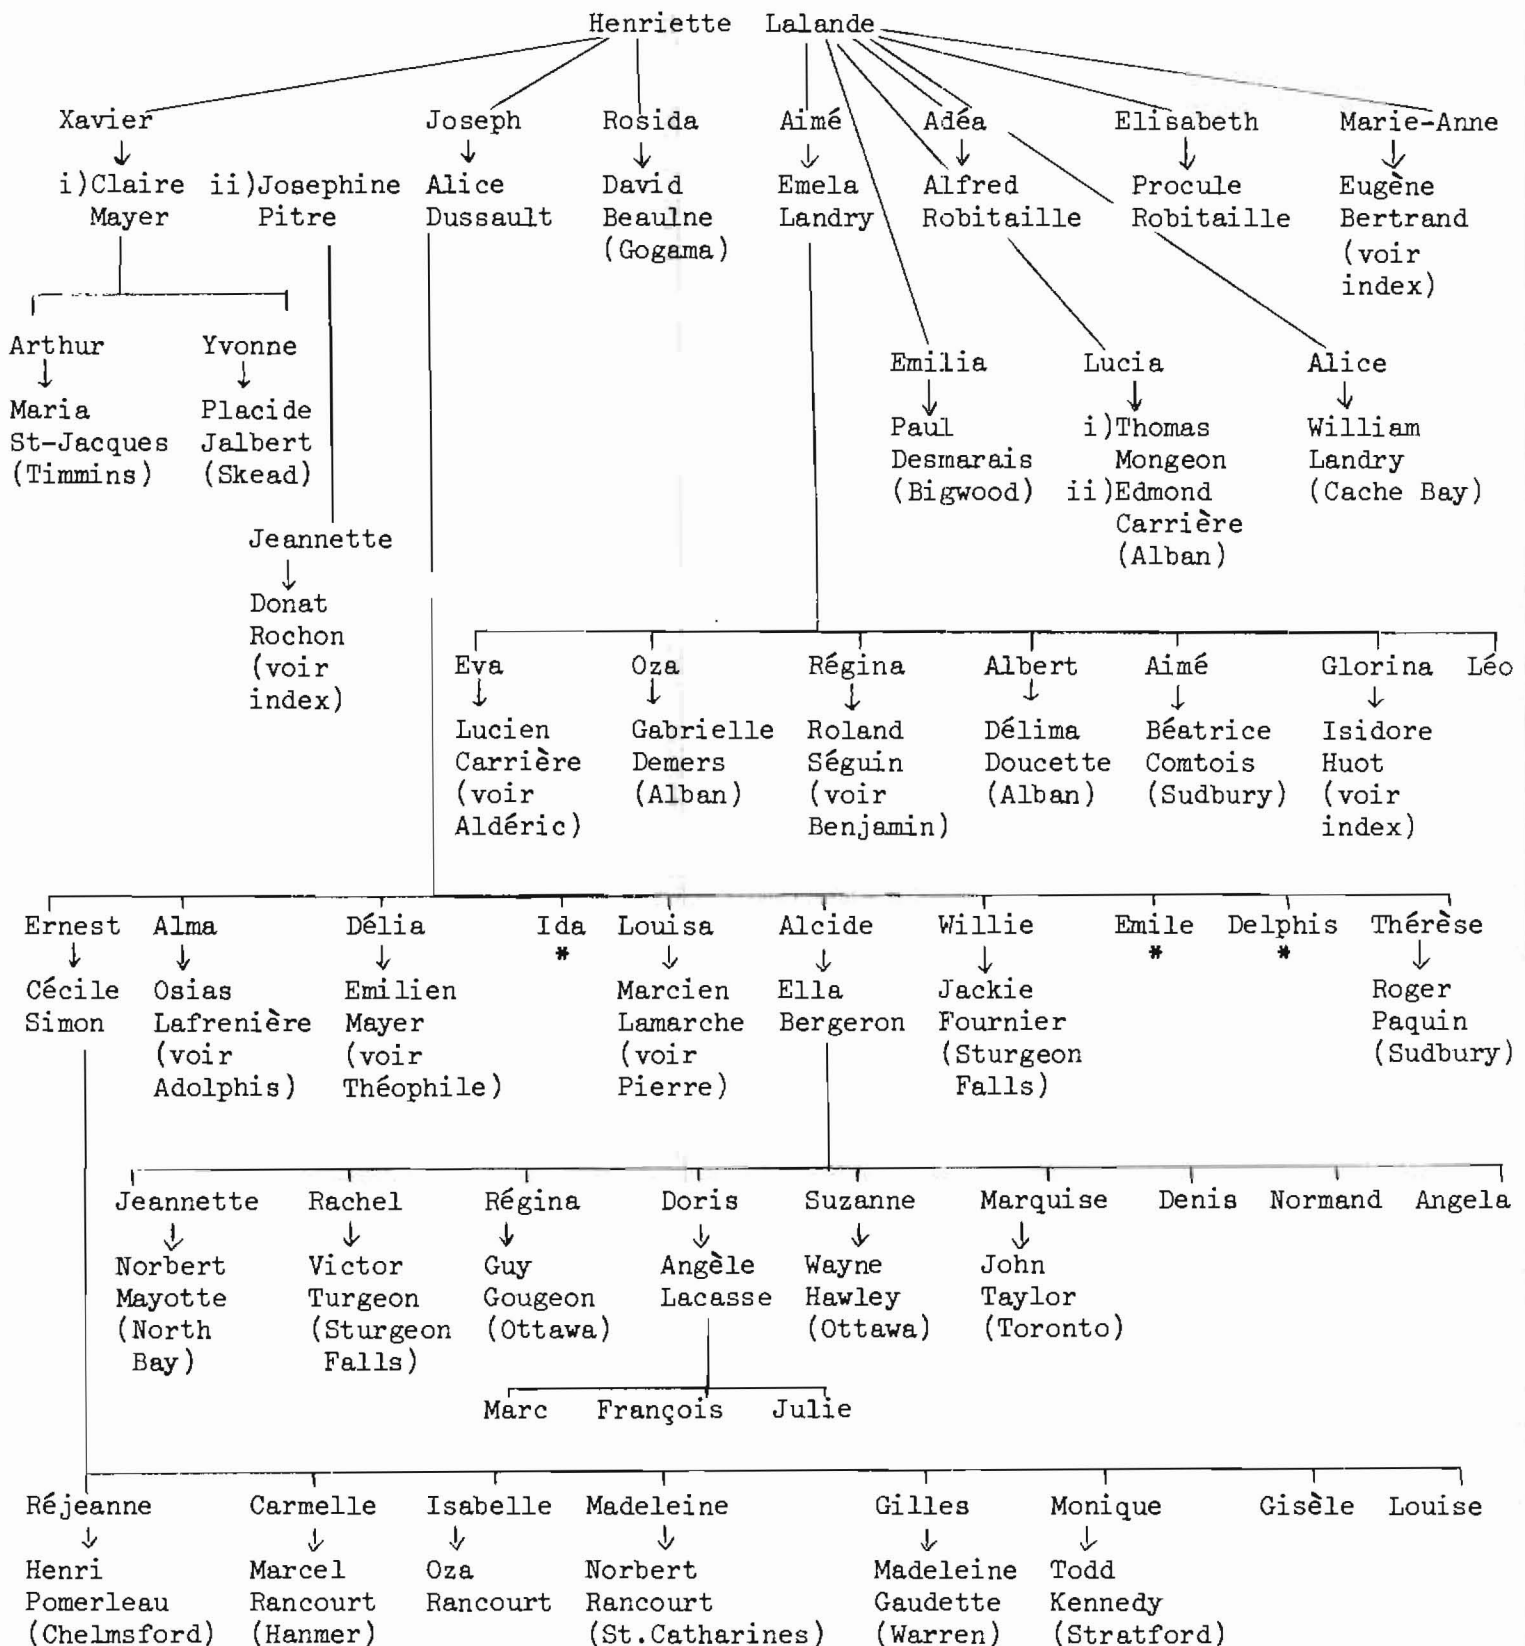 Henriette Lalande
Xavier Joseph Rosida Aimé Adéa Elisabeth Marie-Anne
i)Claire ii)Josephine Alice David Emela Alfred Procule Eugène
Mayer Pitre Dussault Beaulne Landry Robitaille Robitaille Bertrand
(Gogama) (voir
index)
Arthur Yvonne Emilia Lucia Alice
Maria Placide Paul i)Thomas William
St-Jacques Jalbert Desmarais Mongeon Landry
(Timmins) (Skead) (Bigwood) ii)Edmond (Cache Bay)
Carrière
(Alban)
Jeannette
Donat
Rochon
(voir
index)
Eva Oza Régina Albert Aimé Glorina Léo
Lucien Gabrielle Roland Délima Béatrice Isidore
Carrière Demers Séguin Doucette Comtois Huot
(voir (Alban) (voir (Alban) (Sudbury) (voir
Aldéric) Benjamin) index)
Ernest Alma Délia Ida Louisa Alcide Willie Emile Delphis Thérèse
* * *
Cécile Osias Emilien Marcien Ella Jackie Roger
Simon Lafrenière Mayer Lamarche Bergeron Fournier Paquin
(voir (voir (voir (Sturgeon (Sudbury)
Adolphis) Théophile) Pierre) Falls)
Jeannette Rachel Régina Doris Suzanne Marquise Denis Normand Angela
Norbert Victor Guy Angèle Wayne John
Mayotte Turgeon Gougeon Lacasse Hawley Taylor
(North (Sturgeon (Ottawa) (Ottawa) (Toronto)
Bay) Falls)
Marc François Julie
Réjeanne Carmelle Isabelle Madeleine Gilles Monique Gisèle Louise
Henri Marcel Oza Norbert Madeleine Todd
Pomerleau Rancourt Rancourt Rancourt Gaudette Kennedy
(Chelmsford) (Hanmer) (St.Catharines) (Warren) (Stratford)